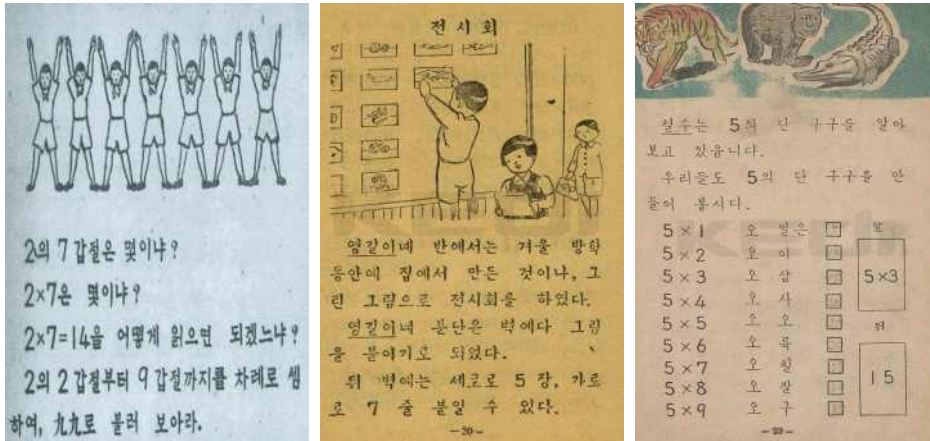 2의 7 갑절은 몇이냐?
2×7은 몇이냐?
2×7=14을 어떻게 읽으면 되겠느냐?
2의 2 갑절부터 9 갑절까지를 차례로 셈
하여, 九九로 불러 보아라.
전시회
영길이네 반에서는 겨울 방학
동안에 집에서 만든 것이나, 그
린 그림으로 전시회를 하였다.
영길이네 분단은 벽에다 그림
을 붙이기로 되었다.
뒤 벽에는 세로로 5 장, 가로
로 7 줄 붙일 수 있다.
—20—
철수는 5의 단 구구를 알아
보고 있읍니다.
우리들도 5의 단 구구를 만
들어 봅시다.
5×1 오 일은
5×2 오 이
5×3 오 삼
5×4 오 사
5×5 오 오
5×6 오 륙
5×7 오 칠
5×8 오 팔
5×9 오 구
앞
5×3
뒤
15
—29—